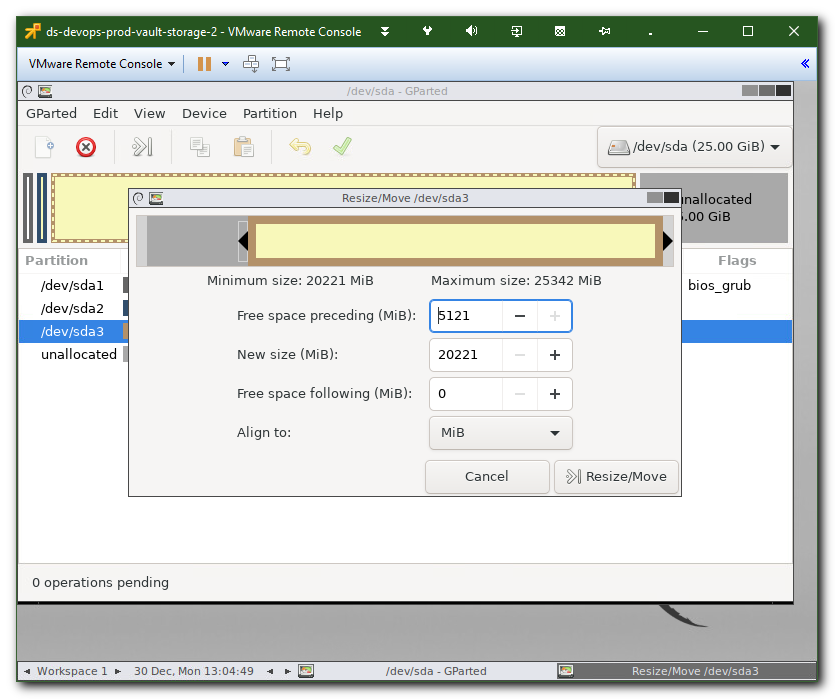 ds-devops-prod-vault-storage-2 - VMware Remote Console
VMware Remote Console
/dev/sda - GParted
GParted Edit View Device Partition Help
/dev/sda (25.00 GiB)
unallocated
5.00 GiB
Partition
Flags
/dev/sda1
bios_grub
/dev/sda2
/dev/sda3
unallocated
Resize/Move /dev/sda3
Minimum size: 20221 MiB Maximum size: 25342 MiB
Free space preceding (MiB): 5121
New size (MiB): 20221
Free space following (MiB): 0
Align to: MiB
Cancel Resize/Move
0 operations pending
Workspace 1 30 Dec, Mon 13:04:49 /dev/sda - GParted Resize/Move /dev/sda3